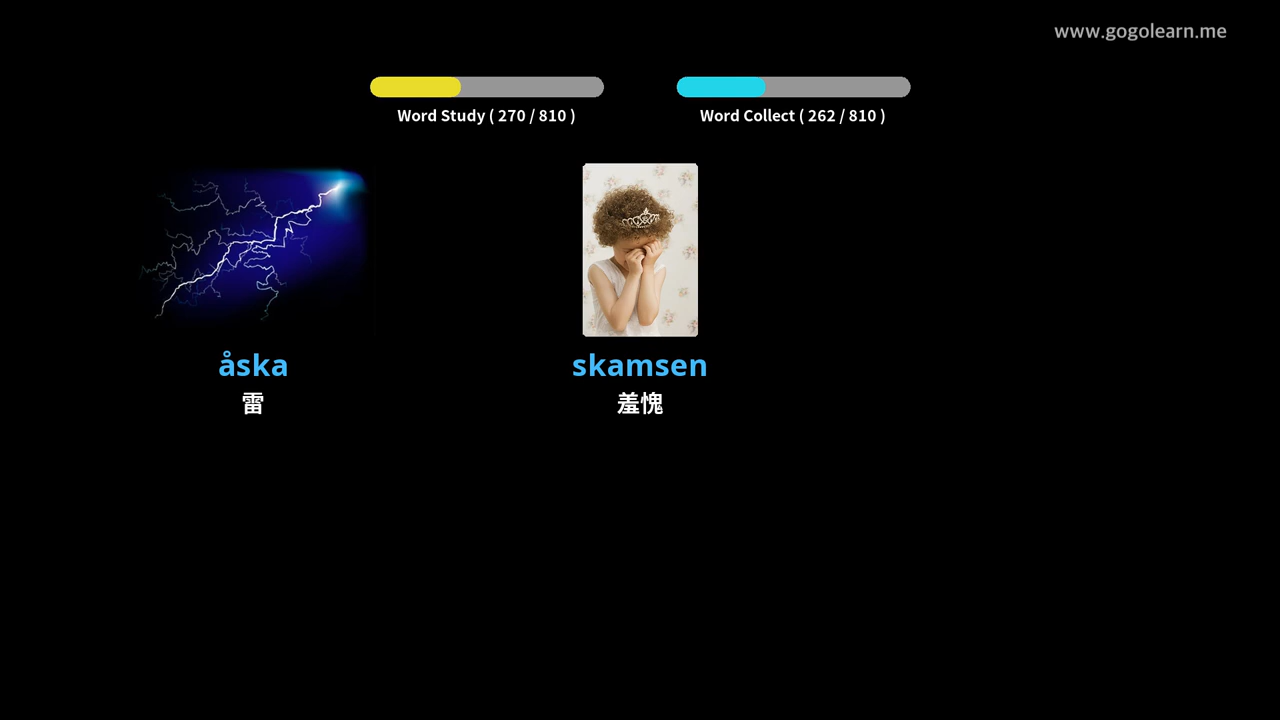 www.gogolearn.me
Word Study ( 270 / 810 )
Word Collect ( 262 / 810 )
åska
雷
skamsen
羞愧